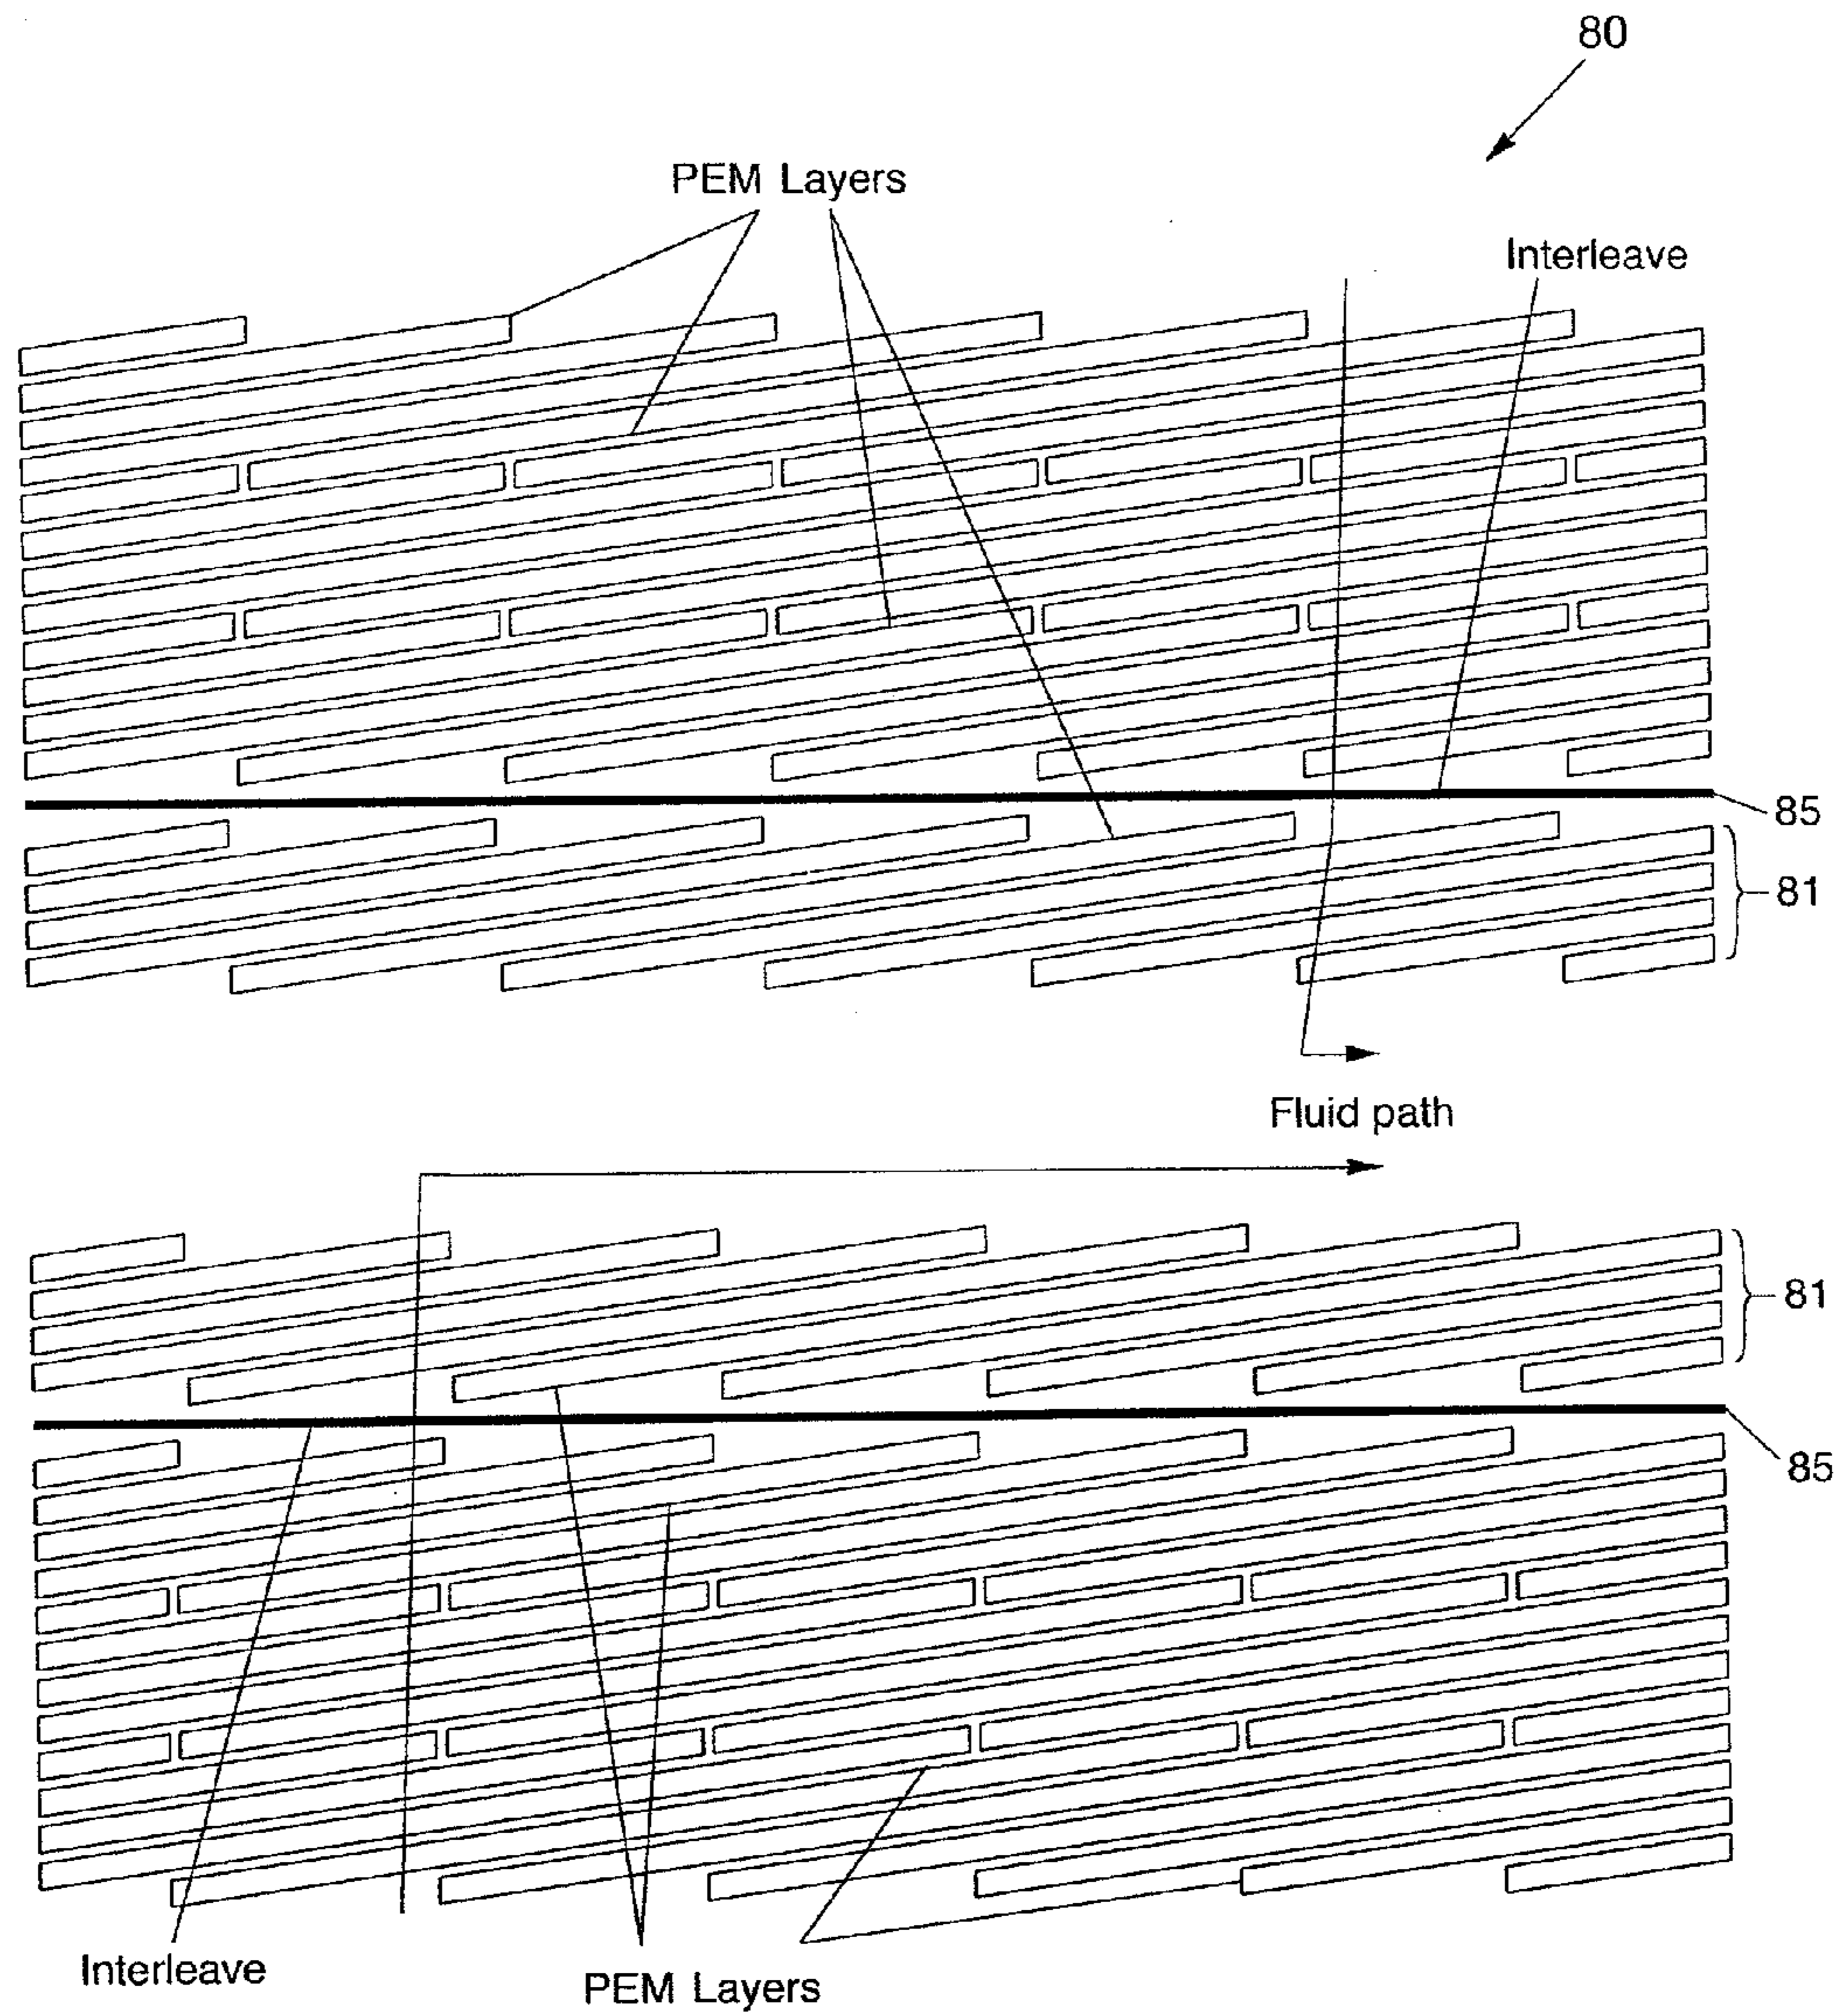 80
PEM Layers
Interleave
85
81
Fluid path
81
85
Interleave
PEM Layers